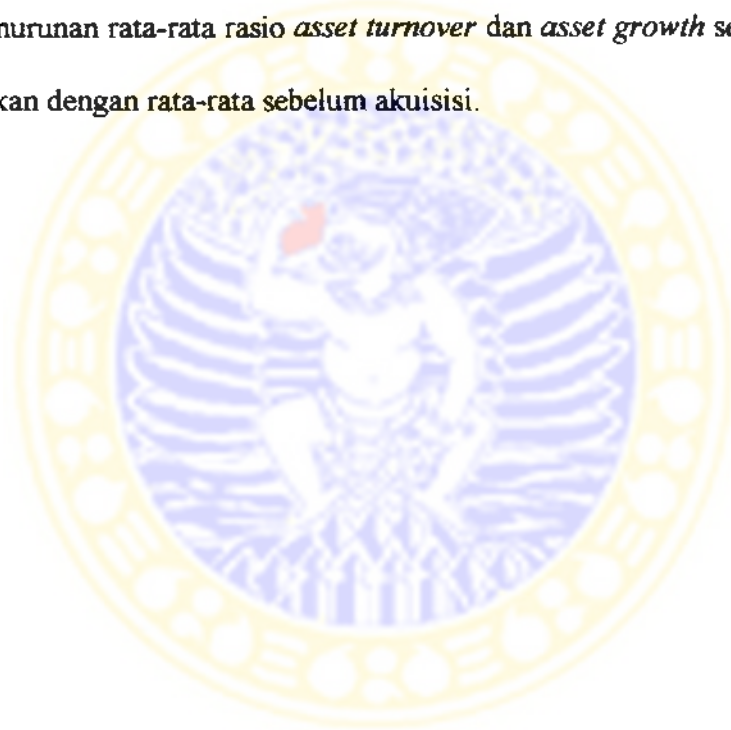 nurunan rata-rata rasio asset turnover dan asset growth se
kan dengan rata-rata sebelum akuisisi.